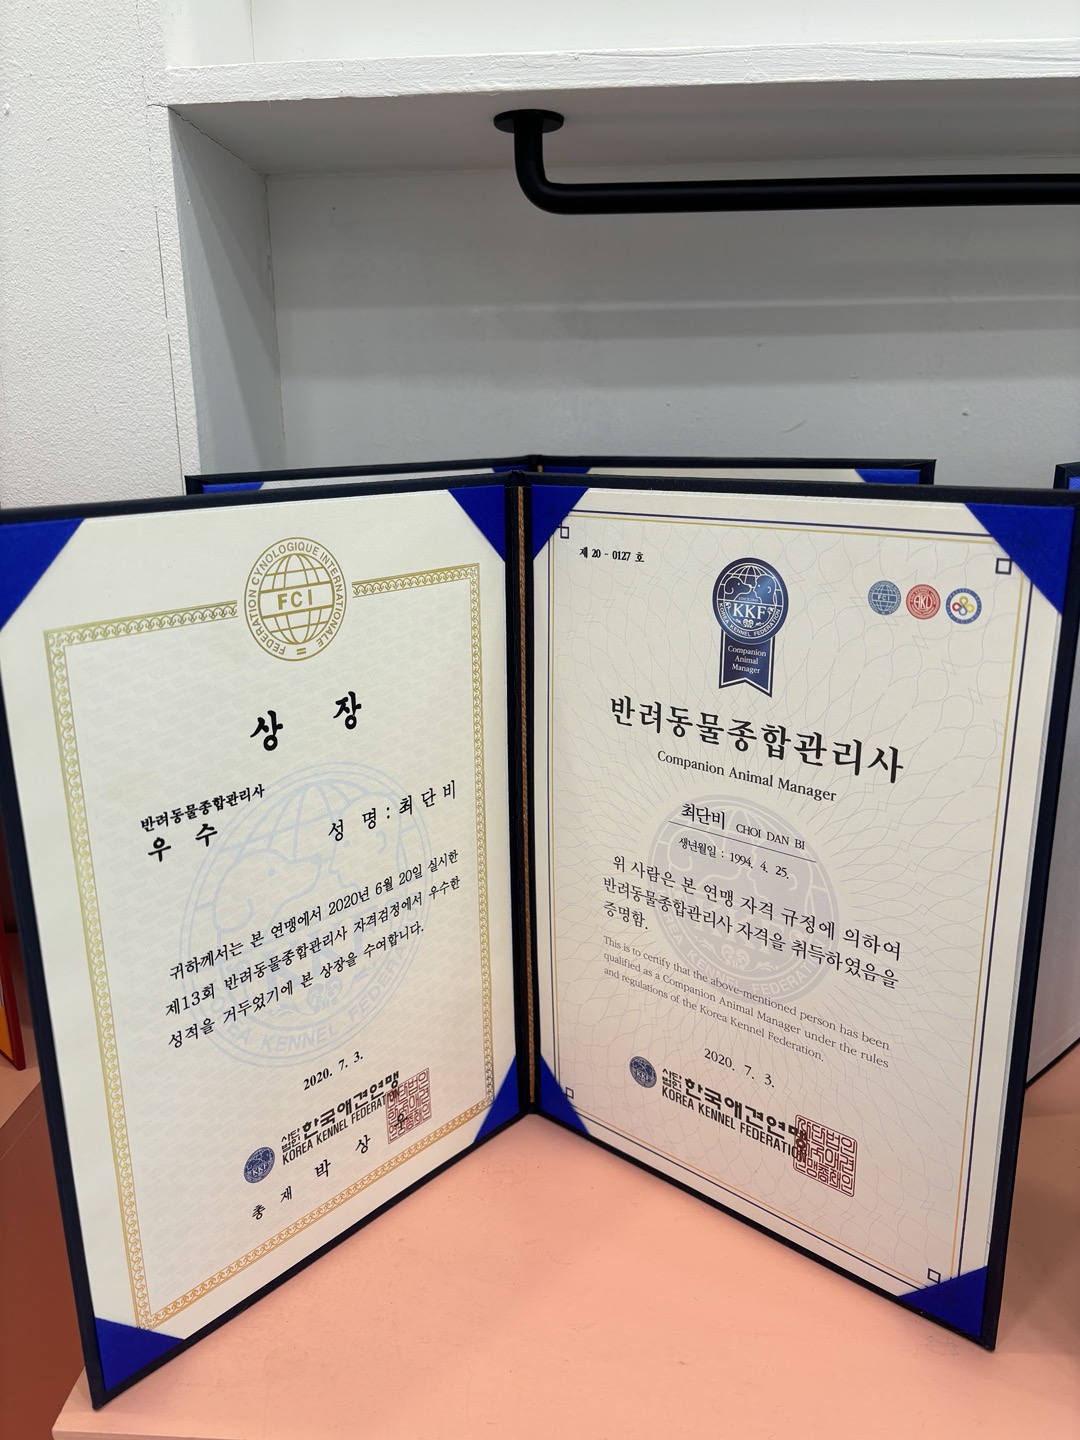 FEDERATION CYNOLOGIQUE INTERNATIONALE
FCI
상 장
반려동물종합관리사
우 수
성 명 : 최 단 비
귀하께서는 본 연맹에서 2020년 6월 20일 실시한
제13회 반려동물종합관리사 자격검정에서 우수한
성적을 거두었기에 본 상장을 수여합니다.
2020. 7. 3.
KKF
사단법인 한국애견연맹
KOREA KENNEL FEDERATION
총 재 박 상 우
제 20 - 0127 호
KKF
KOREA KENNEL FEDERATION
Companion
Animal
Manager
FCI
AKU
반려동물종합관리사
Companion Animal Manager
최단비 CHOI DAN BI
생년월일 : 1994. 4. 25.
위 사람은 본 연맹 자격 규정에 의하여
반려동물종합관리사 자격을 취득하였음을
증명함.
This is to certify that the above-mentioned person has been
qualified as a Companion Animal Manager under the rules
and regulations of the Korea Kennel Federation.
2020. 7. 3.
KKF
사단법인 한국애견연맹
KOREA KENNEL FEDERATION